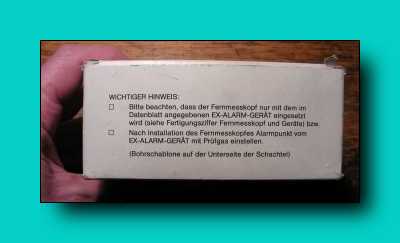 WICHTIGER HINWEIS:
☐ Bitte beachten, dass der Fernmesskopf nur mit dem im
Datenblatt angegebenen EX-ALARM-GERÄT eingesetzt
wird (siehe Fertigungsziffer Fernmesskopf und Geräte) bzw.
☐ Nach Installation des Fernmesskopfes Alarmpunkt vom
EX-ALARM-GERÄT mit Prüfgas einstellen.
(Bohrschablone auf der Unterseite der Schachtel)